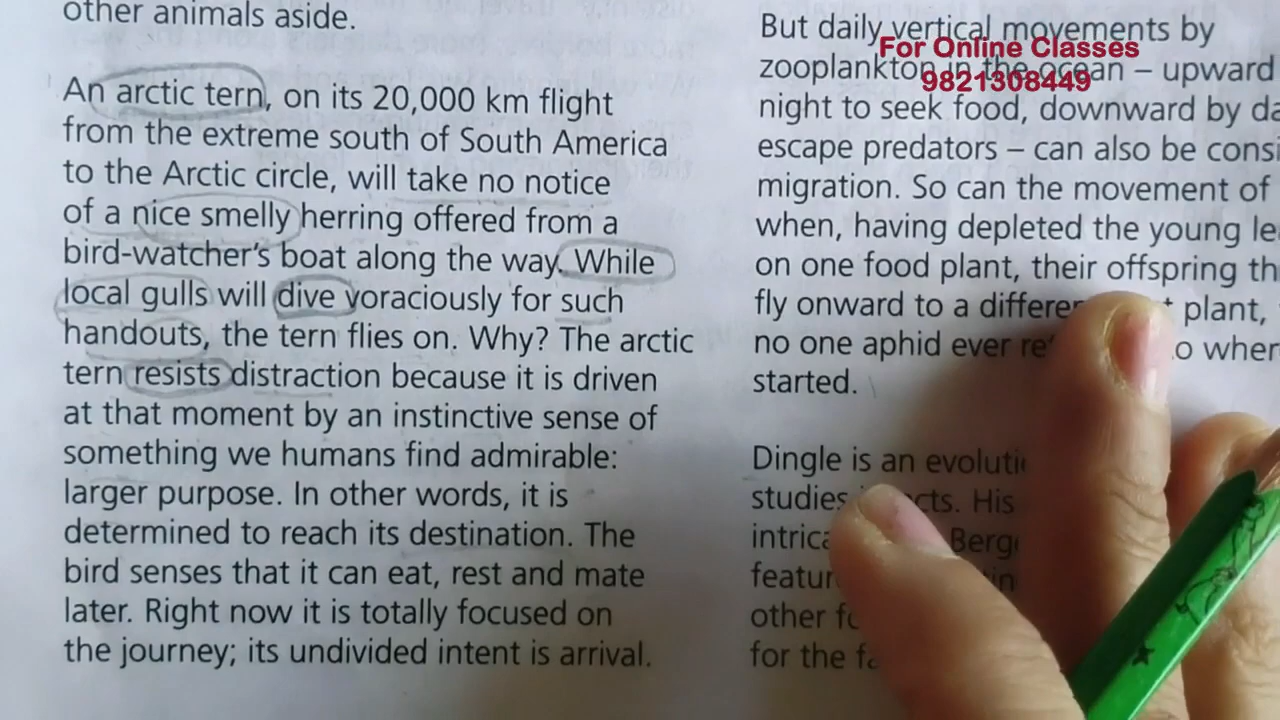 other animals aside.
An arctic tern, on its 20,000 km flight
from the extreme south of South America
to the Arctic circle, will take no notice
of a nice smelly herring offered from a
bird-watcher's boat along the way. While
local gulls will dive voraciously for such
handouts, the tern flies on. Why? The arctic
tern resists distraction because it is driven
at that moment by an instinctive sense of
something we humans find admirable:
larger purpose. In other words, it is
determined to reach its destination. The
bird senses that it can eat, rest and mate
later. Right now it is totally focused on
the journey; its undivided intent is arrival.
But daily vertical movements by
zooplankton in the ocean – upward
night to seek food, downward by
escape predators – can also be
migration. So can the movement of
when, having depleted the young
on one food plant, their offspring
fly onward to a plant,
no one aphid ever
started.
Dingle is an
studies His
other
for the
For Online Classes
9821308449